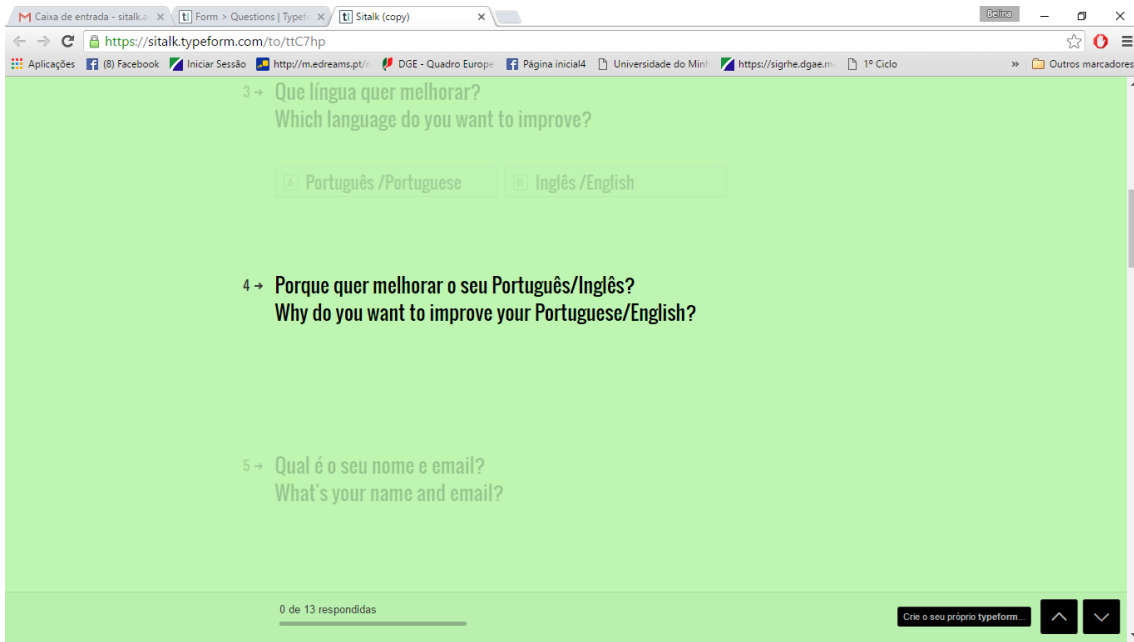 Caixa de entrada - sitalk.a
Form > Questions | Typefo
Sitalk (copy)
Belina
https://sitalk.typeform.com/to/ttC7hp
Aplicações
(8) Facebook
Iniciar Sessão
http://m.edreams.pt/
DGE - Quadro Europe
Página inicial4
Universidade do Minh
https://sigrhe.dgae.m
1º Ciclo
»
Outros marcadores
3 → Que língua quer melhorar?
Which language do you want to improve?
A Português /Portuguese
B Inglês /English
4 → Porque quer melhorar o seu Português/Inglês?
Why do you want to improve your Portuguese/English?
5 → Qual é o seu nome e email?
What's your name and email?
0 de 13 respondidas
Crie o seu próprio typeform...